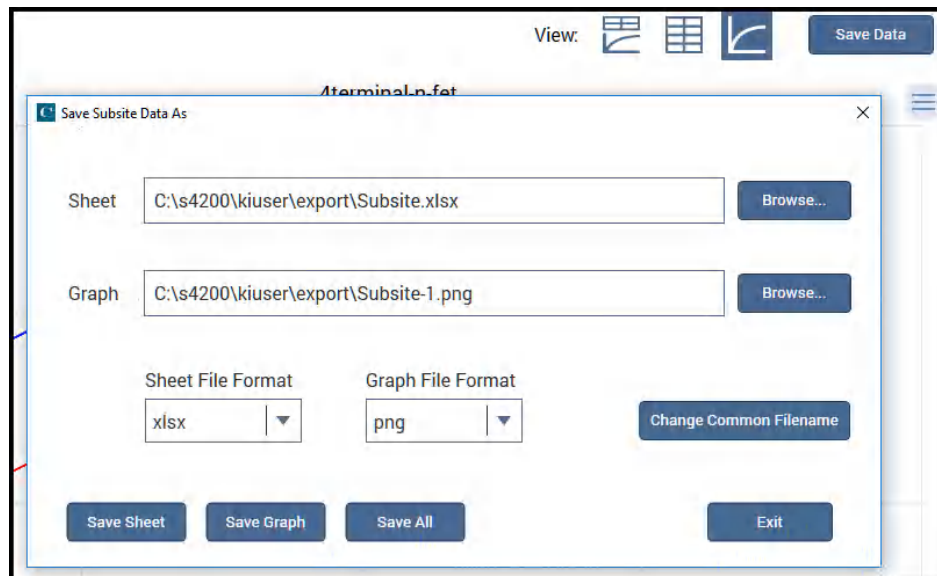 View:
Save Data
4terminal-n-fet
Save Subsite Data As
Sheet
C:\s4200\kiuser\export\Subsite.xlsx
Browse...
Graph
C:\s4200\kiuser\export\Subsite-1.png
Browse...
Sheet File Format
Graph File Format
xlsx
png
Change Common Filename
Save Sheet
Save Graph
Save All
Exit